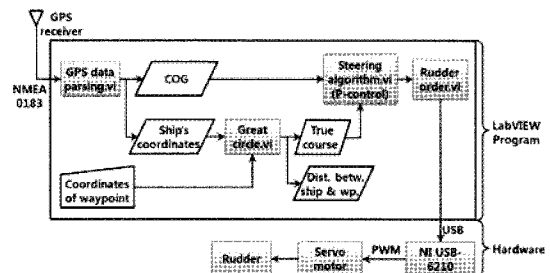 GPS
receiver
NMEA
0183
GPS data
parsing.vi
COG
Steering
algorithm.vi
(P-control)
Rudder
order.vi
Ship's
coordinates
Great
circle.vi
True
course
LabVIEW
Program
Coordinates
of waypoint
Dist. betw.
ship & wp.
USB
Rudder
Servo
motor
PWM
NI USB-
6210
Hardware